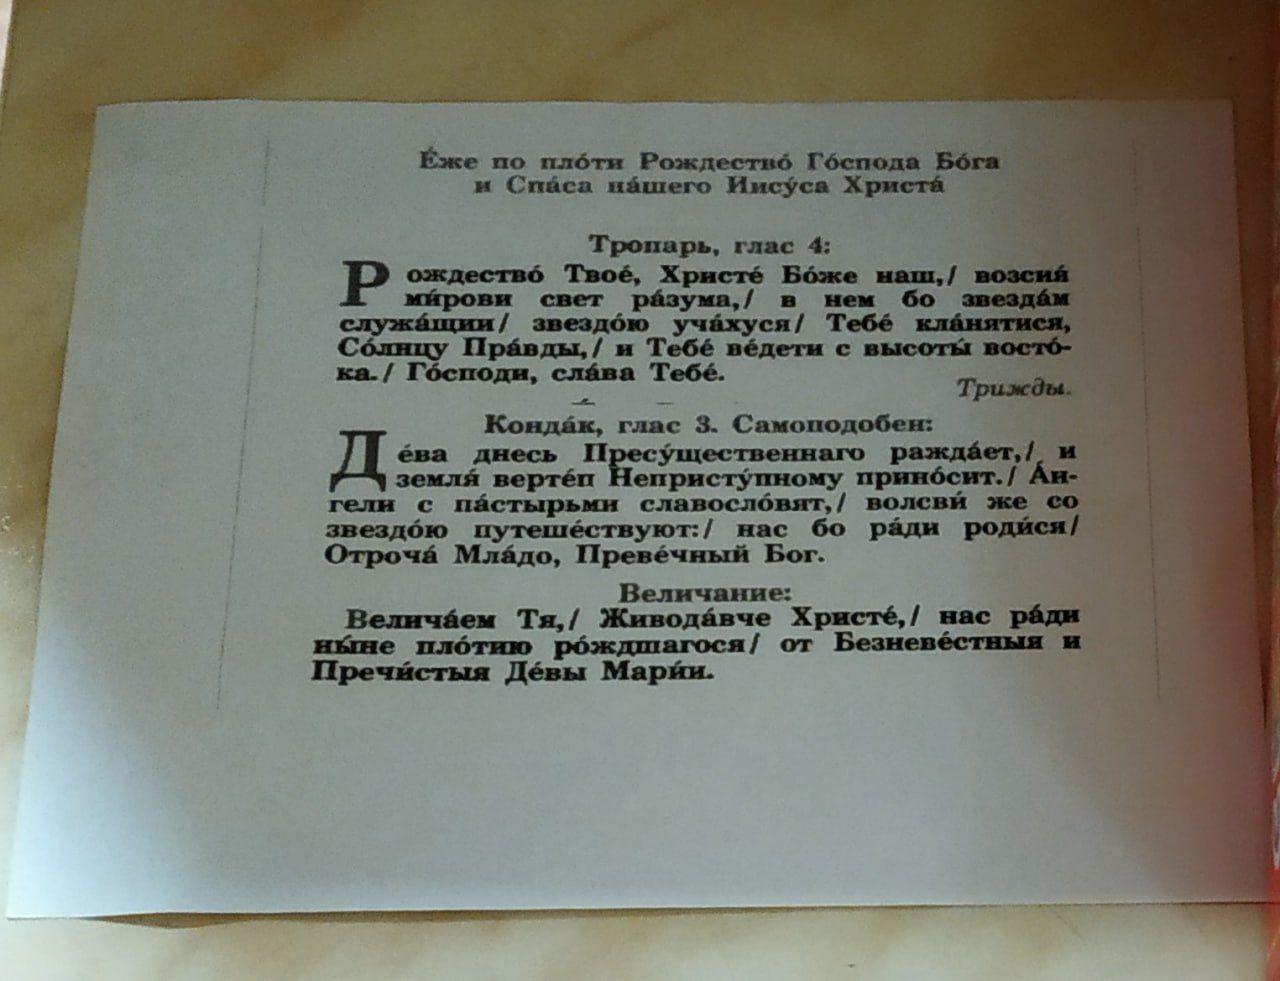 Е́же по пло́ти Рождество́ Го́спода Бо́га
и Спа́са на́шего Иису́са Христа́
Тропарь, глас 4:
Рождество́ Твое́, Христе́ Бо́же наш,/ возсия́
ми́рови свет ра́зума,/ в нем бо звезда́м
служа́щии/ звездо́ю уча́хуся/ Тебе́ кла́нятися,
Со́лнцу Пра́вды,/ и Тебе́ ве́дети с высоты́ восто́-
ка./ Го́споди, сла́ва Тебе́.
Трижды.
Конда́к, глас 3. Самоподобен:
Де́ва днесь Пресу́щественнаго ражда́ет,/ и
земля́ верте́п Непристу́пному прино́сит./ А́н-
гели с па́стырьми славосло́вят,/ волсви́ же со
звездо́ю путеше́ствуют:/ нас бо ра́ди роди́ся/
Отроча́ Мла́до, Преве́чный Бог.
Величание:
Велича́ем Тя,/ Живода́вче Христе́,/ нас ра́ди
ны́не пло́тию ро́ждшагося/ от Безневе́стныя и
Пречи́стыя Де́вы Мари́и.